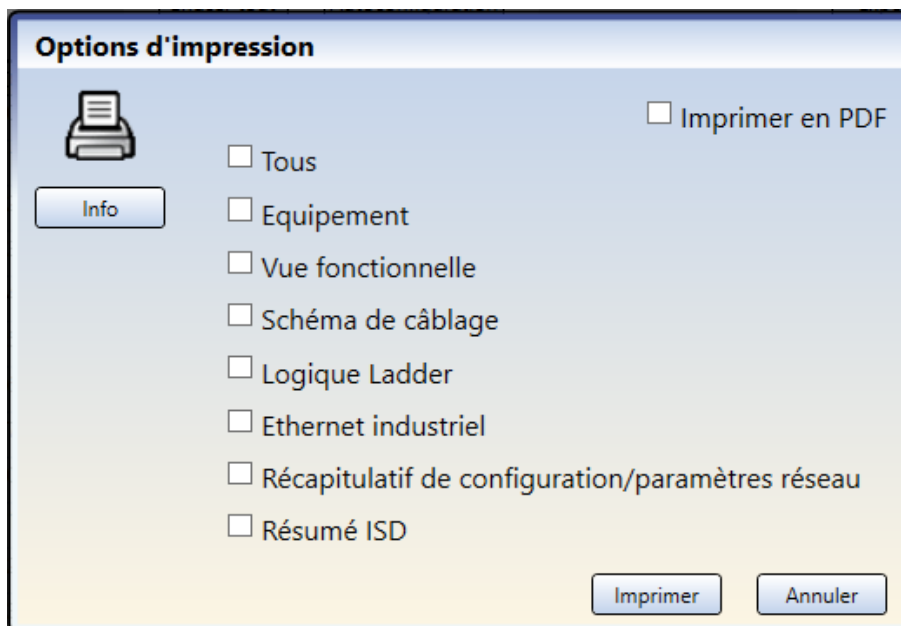 Options d'impression
Imprimer en PDF
Tous
Info
Equipement
Vue fonctionnelle
Schéma de câblage
Logique Ladder
Ethernet industriel
Récapitulatif de configuration/paramètres réseau
Résumé ISD
Imprimer
Annuler